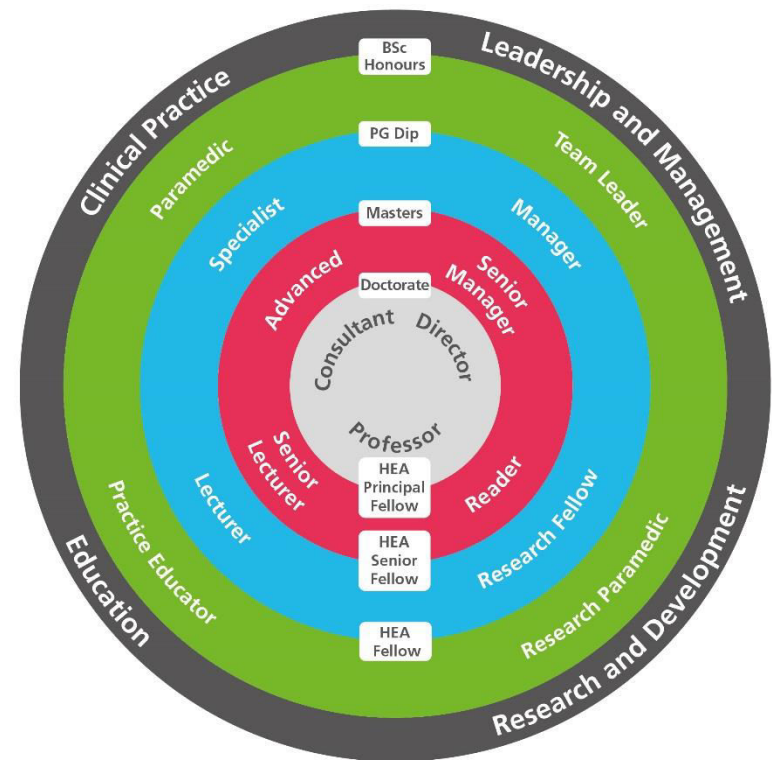 BSc
Honours
Clinical Practice
Leadership and Management
Paramedic
Team Leader
PG Dip
Specialist
Manager
Masters
Advanced
Senior
Manager
Doctorate
Consultant
Director
Professor
Senior
Lecturer
HEA
Principal
Fellow
Reader
Lecturer
HEA
Senior
Fellow
Research Fellow
Practice Educator
HEA
Fellow
Research Paramedic
Education
Research and Development